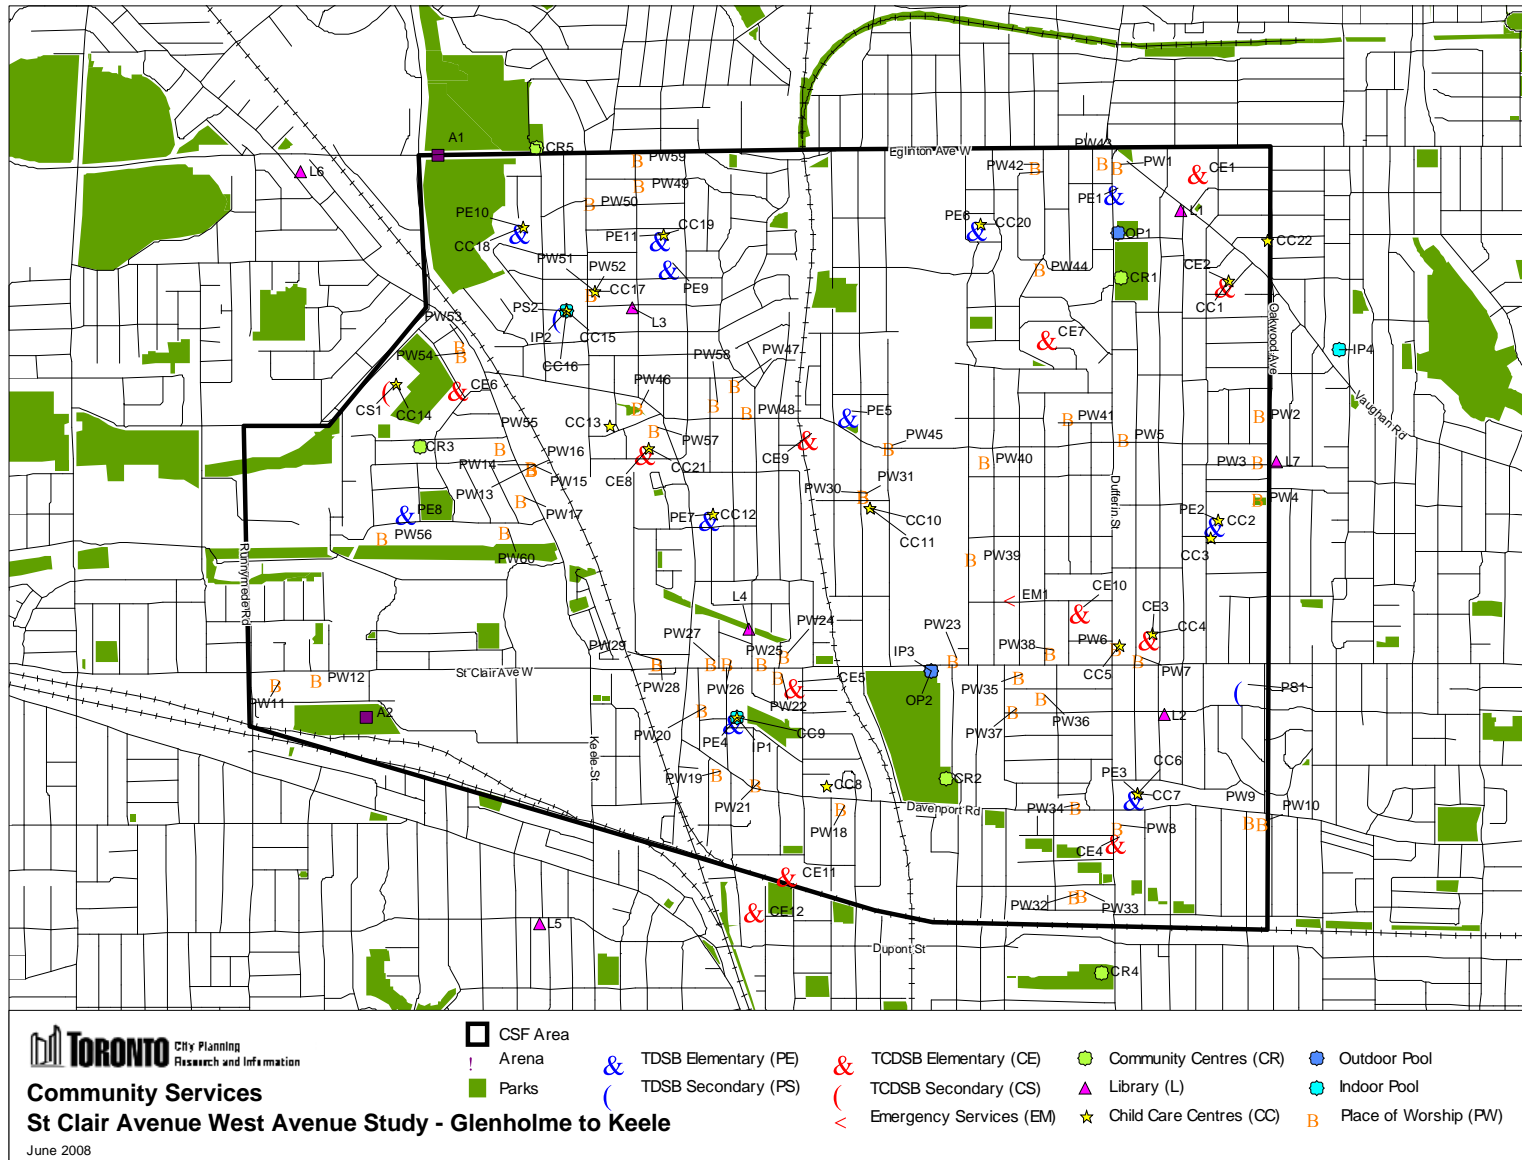 A1
CR5
Eglinton Ave W
PW43
PW59
PW42
PW1
CE1
L6
PW49
PE1
PW50
PE10
CC19
PE6
CC20
L1
PE11
OP1
CC18
CC22
PW51
PW52
PW44
CE2
CR1
CC17
PE9
PS2
CC1
PW53
IP2
CC15
L3
Oakwood Ave
CE7
IP4
PW54
CC16
PW58
PW47
CE6
PW46
CS1
CC14
Vaughan Rd
PW55
CC13
PW48
PE5
PW41
PW2
CR3
PW57
PW45
PW5
PW16
CE9
PW14
CC21
PW40
PW3
L7
PW13
PW15
CE8
PW31
PW30
Dufferin St
PW4
PE8
PW17
PE7
CC12
CC10
PE2
CC2
PW56
CC11
CC3
Runnymede Rd
PW60
PW39
L4
EM1
CE10
CE3
PW24
CC4
PW27
PW23
PW29
PW25
IP3
PW38
PW6
St Clair Ave W
CE5
PW12
PW28
PW26
PW35
CC5
PW7
PS1
PW11
PW22
OP2
A2
PW36
L2
PW20
PE4
IP1
CC9
PW37
Keele St
CC6
PE3
PW19
CC8
CR2
CC7
PW9
PW10
PW21
Davenport Rd
PW34
PW18
PW8
CE4
CE11
PW32
PW33
CE12
L5
Dupont St
CR4
TORONTO City Planning
Research and Information
Community Services
St Clair Avenue West Avenue Study - Glenholme to Keele
June 2008
CSF Area
! Arena
Parks
& TDSB Elementary (PE)
( TDSB Secondary (PS)
& TCDSB Elementary (CE)
( TCDSB Secondary (CS)
< Emergency Services (EM)
Community Centres (CR)
Library (L)
Child Care Centres (CC)
Outdoor Pool
Indoor Pool
B Place of Worship (PW)